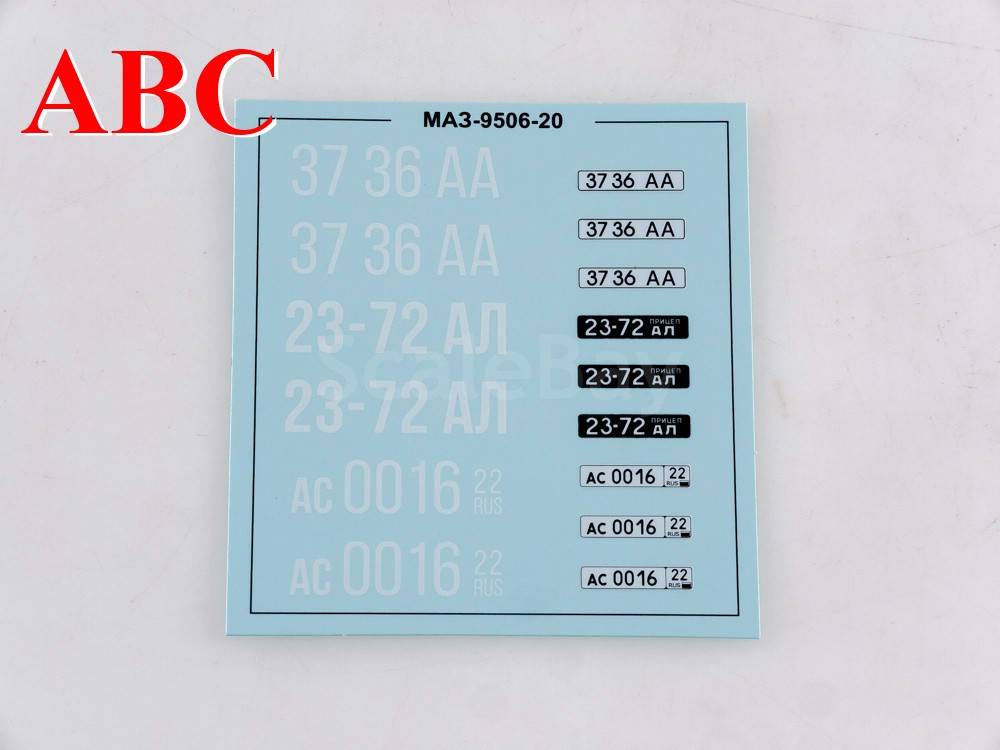 ABC
МАЗ-9506-20
37 36 АА
37 36 АА
23-72 АЛ
23-72 АЛ
АС 0016 22 RUS
АС 0016 22 RUS
37 36 АА
37 36 АА
37 36 АА
23-72 ПРИЦЕП АЛ
23-72 ПРИЦЕП АЛ
23-72 ПРИЦЕП АЛ
АС 0016 22 RUS
АС 0016 22 RUS
АС 0016 22 RUS
ScaleBay